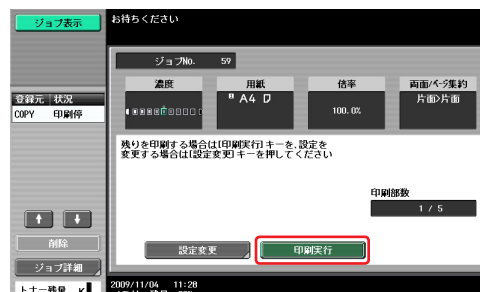 ジョブ表示
お待ちください
ジョブNo. 59
濃度
用紙
倍率
両面/ページ集約
A4
100.0%
片面>片面
登録元 状況
COPY 印刷停
残りを印刷する場合は[印刷実行]キーを、設定を
変更する場合は[設定変更]キーを押してください
印刷部数
1 / 5
削除
設定変更
印刷実行
ジョブ詳細
2009/11/04 11:28
トナー残量 K